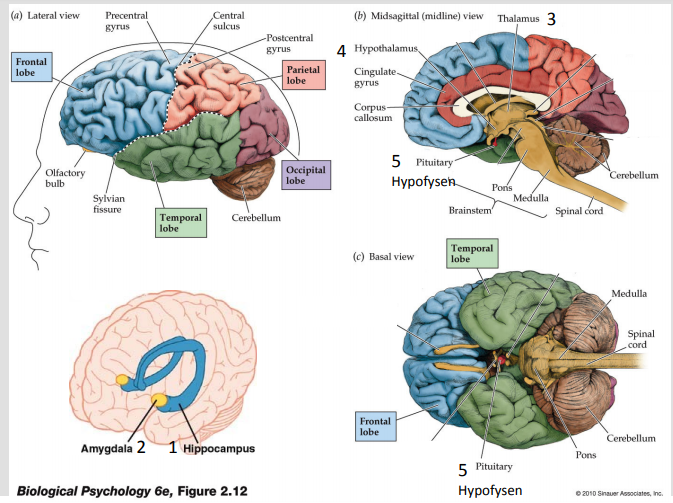 (a) Lateral view
Precentral
gyrus
Central
sulcus
Postcentral
gyrus
Frontal
lobe
Parietal
lobe
Olfactory
bulb
Sylvian
fissure
Temporal
lobe
Cerebellum
Occipital
lobe
(b) Midsagittal (midline) view
Thalamus 3
4 Hypothalamus
Cingulate
gyrus
Corpus
callosum
5 Pituitary
Hypofysen
Pons
Medulla
Brainstem
Spinal cord
Cerebellum
(c) Basal view
Temporal
lobe
Medulla
Spinal
cord
Frontal
lobe
Cerebellum
Pons
5 Pituitary
Hypofysen
Amygdala 2 1 Hippocampus
Biological Psychology 6e, Figure 2.12
© 2010 Sinauer Associates, Inc.